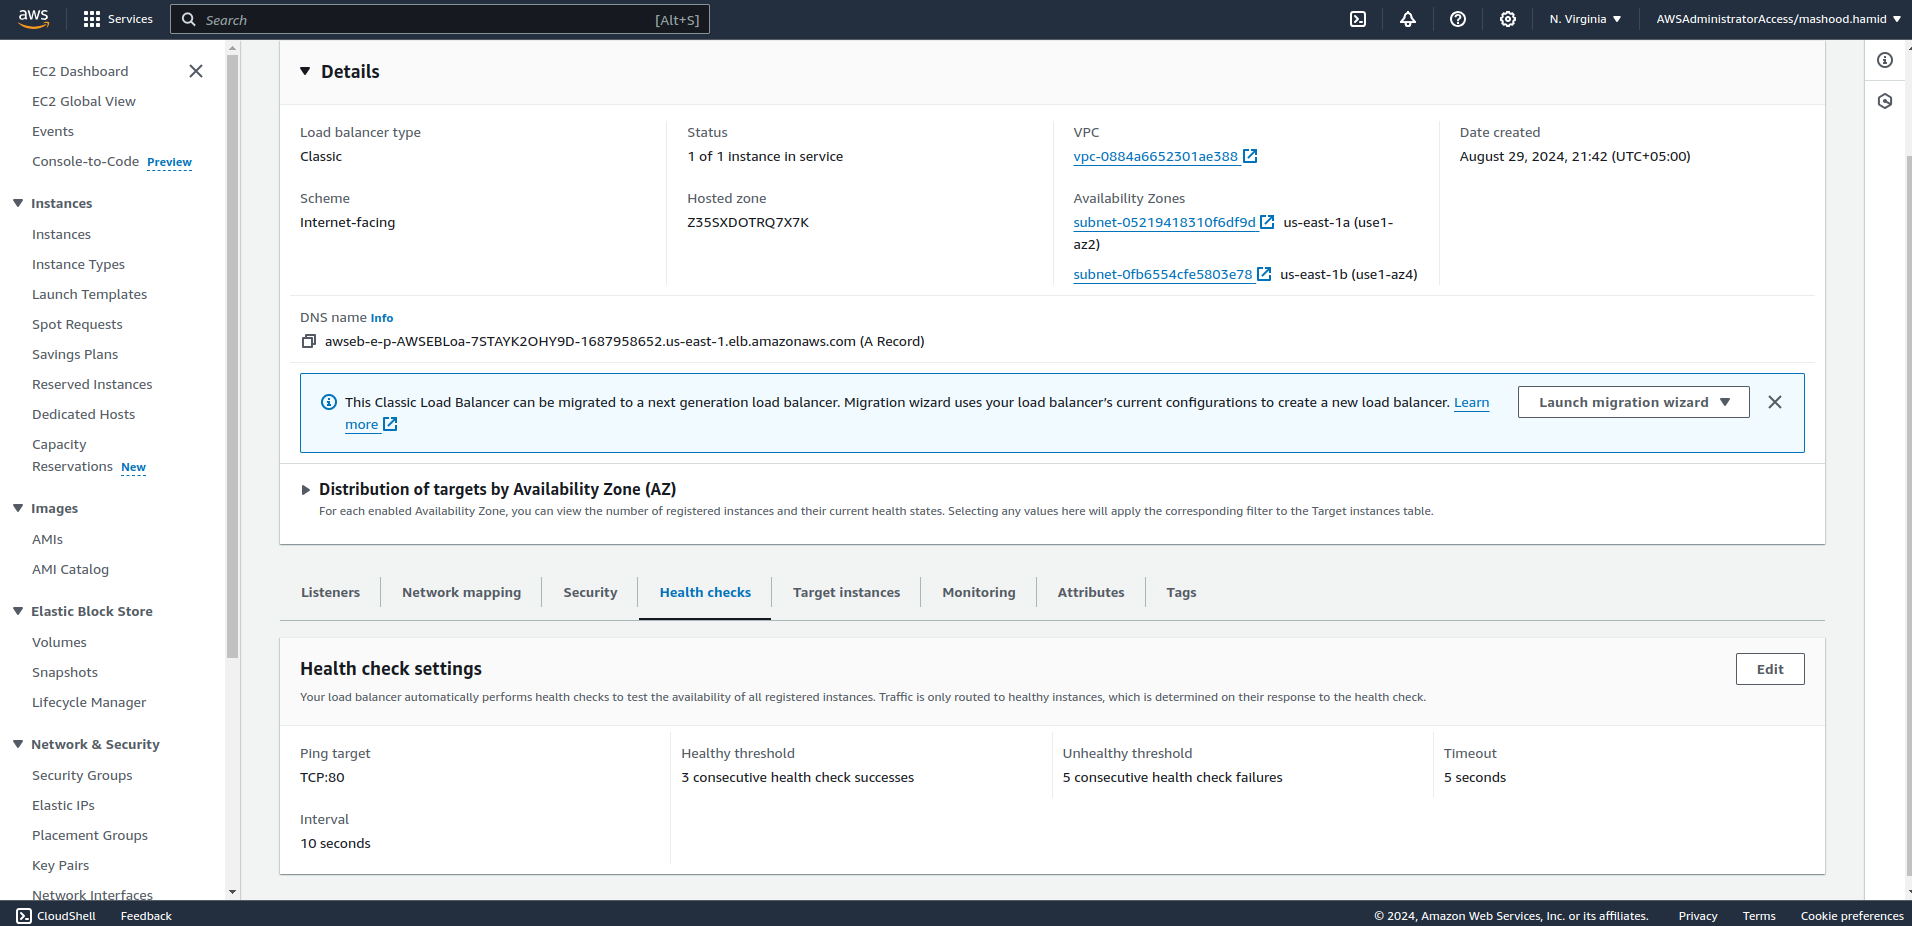 aws
Services
Search
[Alt+S]
N. Virginia
AWSAdministratorAccess/mashood.hamid
EC2 Dashboard
EC2 Global View
Events
Console-to-Code Preview
Instances
Instances
Instance Types
Launch Templates
Spot Requests
Savings Plans
Reserved Instances
Dedicated Hosts
Capacity
Reservations New
Images
AMIs
AMI Catalog
Elastic Block Store
Volumes
Snapshots
Lifecycle Manager
Network & Security
Security Groups
Elastic IPs
Placement Groups
Key Pairs
Network Interfaces
Details
Load balancer type
Classic
Status
1 of 1 instance in service
VPC
vpc-0884a6652301ae388
Date created
August 29, 2024, 21:42 (UTC+05:00)
Scheme
Internet-facing
Hosted zone
Z35SXDOTRQ7X7K
Availability Zones
subnet-05219418310f6df9d us-east-1a (use1-
az2)
subnet-0fb6554cfe5803e78 us-east-1b (use1-az4)
DNS name Info
awseb-e-p-AWSEBLoa-7STAYK2OHY9D-1687958652.us-east-1.elb.amazonaws.com (A Record)
This Classic Load Balancer can be migrated to a next generation load balancer. Migration wizard uses your load balancer's current configurations to create a new load balancer. Learn
more
Launch migration wizard
Distribution of targets by Availability Zone (AZ)
For each enabled Availability Zone, you can view the number of registered instances and their current health states. Selecting any values here will apply the corresponding filter to the Target instances table.
Listeners
Network mapping
Security
Health checks
Target instances
Monitoring
Attributes
Tags
Health check settings
Edit
Your load balancer automatically performs health checks to test the availability of all registered instances. Traffic is only routed to healthy instances, which is determined on their response to the health check.
Ping target
TCP:80
Healthy threshold
3 consecutive health check successes
Unhealthy threshold
5 consecutive health check failures
Timeout
5 seconds
Interval
10 seconds
CloudShell
Feedback
© 2024, Amazon Web Services, Inc. or its affiliates.
Privacy
Terms
Cookie preferences